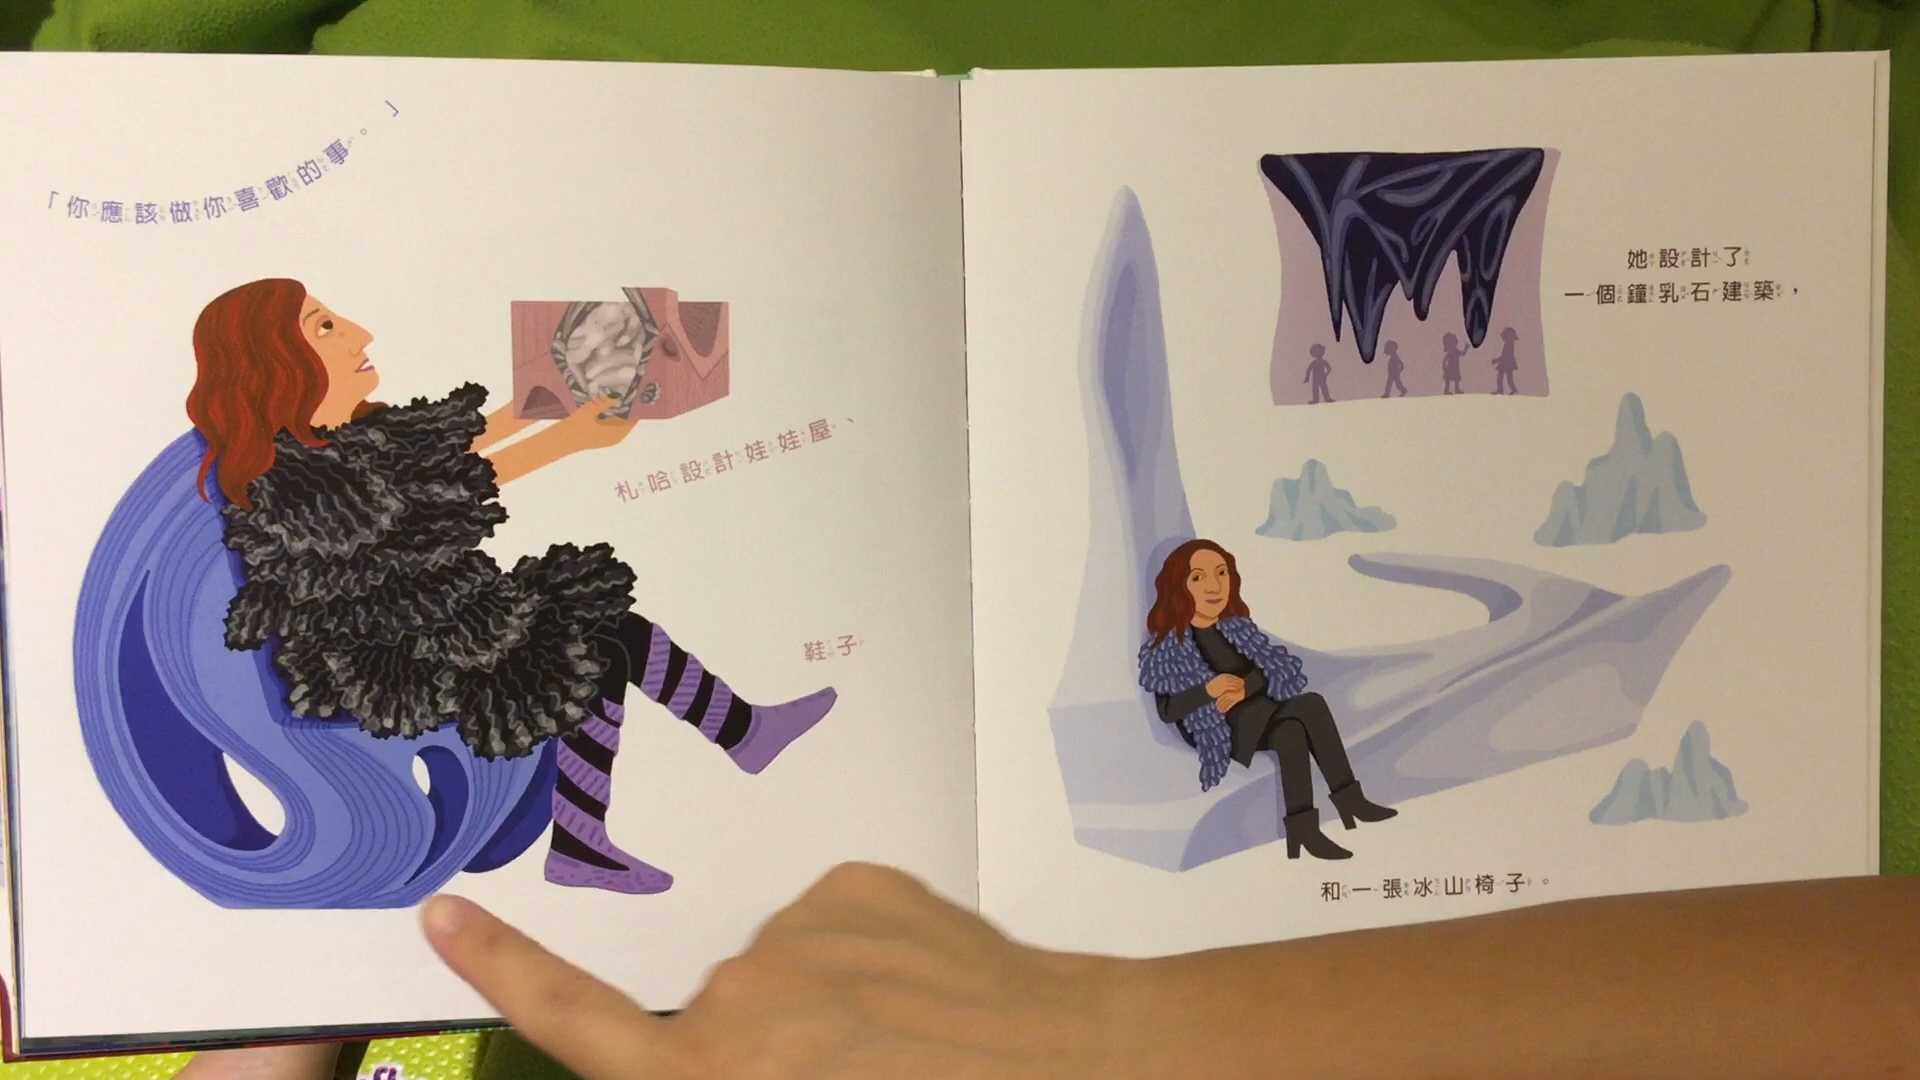 「你應該做你喜歡的事。」
札哈設計娃娃屋、
鞋子
她設計了
一個鐘乳石建築，
和一張冰山椅子。